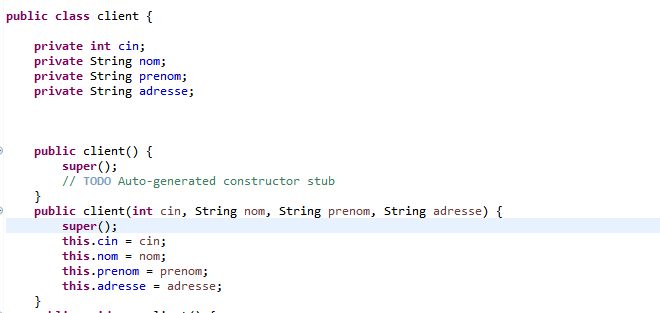 public class client {
private int cin;
private String nom;
private String prenom;
private String adresse;
public client() {
super();
// TODO Auto-generated constructor stub
}
public client(int cin, String nom, String prenom, String adresse) {
super();
this.cin = cin;
this.nom = nom;
this.prenom = prenom;
this.adresse = adresse;
}